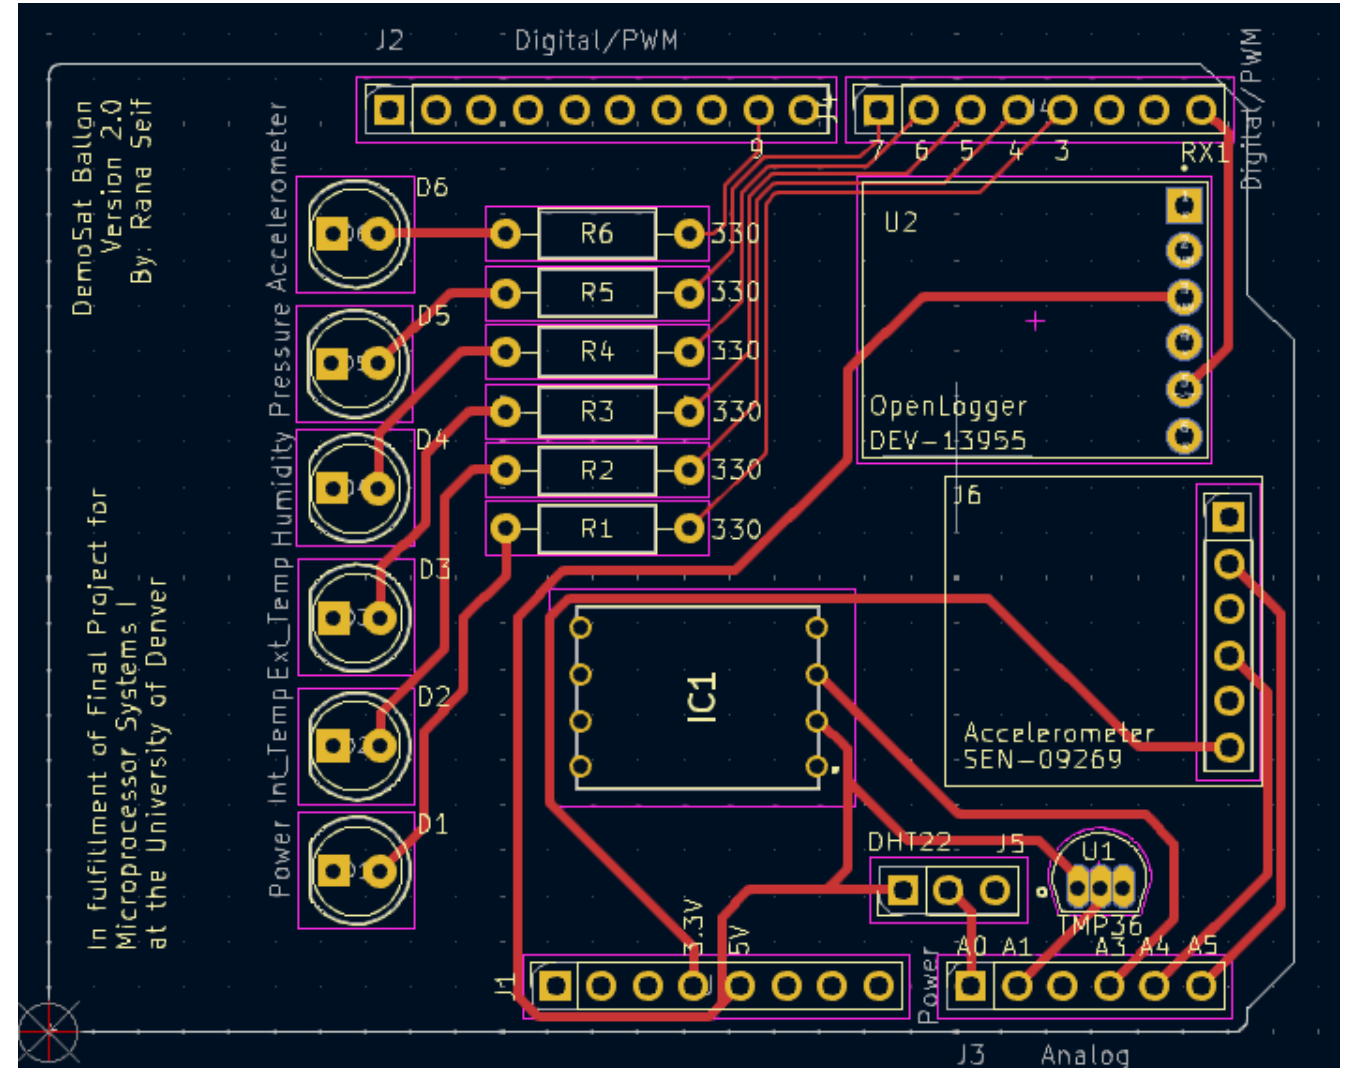 J2
Digital/PWM
Digital/PWM
DemoSat Ballon
Version 2.0
By: Rana Seif
In fulfillment of Final Project for
Microprocessor Systems I
at the University of Denver
Accelerometer
Pressure
Humidity
Ext_Temp
Int_Temp
Power
J4
J4
9
7
6
5
4
3
RX1
D6
R6
330
D5
R5
330
D4
R4
330
D3
R3
330
D2
R2
330
D1
R1
330
U2
OpenLogger
DEV-13955
J6
Accelerometer
SEN-09269
IC1
DHT22
J5
U1
TMP36
3.3V
5V
J1
Power
A0
A1
A3
A4
A5
J3
Analog